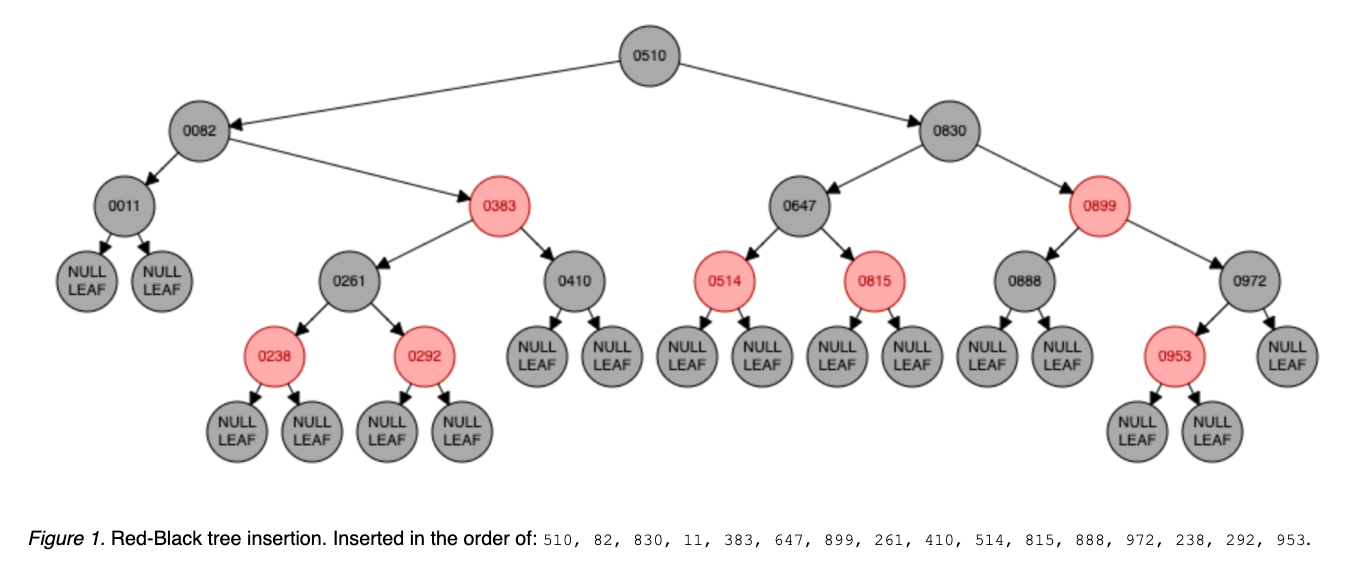 0510
0082
0830
0011
0383
0647
0899
NULL
LEAF
NULL
LEAF
0261
0410
0514
0815
0888
0972
0238
0292
NULL
LEAF
NULL
LEAF
NULL
LEAF
NULL
LEAF
NULL
LEAF
NULL
LEAF
NULL
LEAF
NULL
LEAF
0953
NULL
LEAF
NULL
LEAF
NULL
LEAF
NULL
LEAF
NULL
LEAF
NULL
LEAF
NULL
LEAF
Figure 1. Red-Black tree insertion. Inserted in the order of: 510, 82, 830, 11, 383, 647, 899, 261, 410, 514, 815, 888, 972, 238, 292, 953.